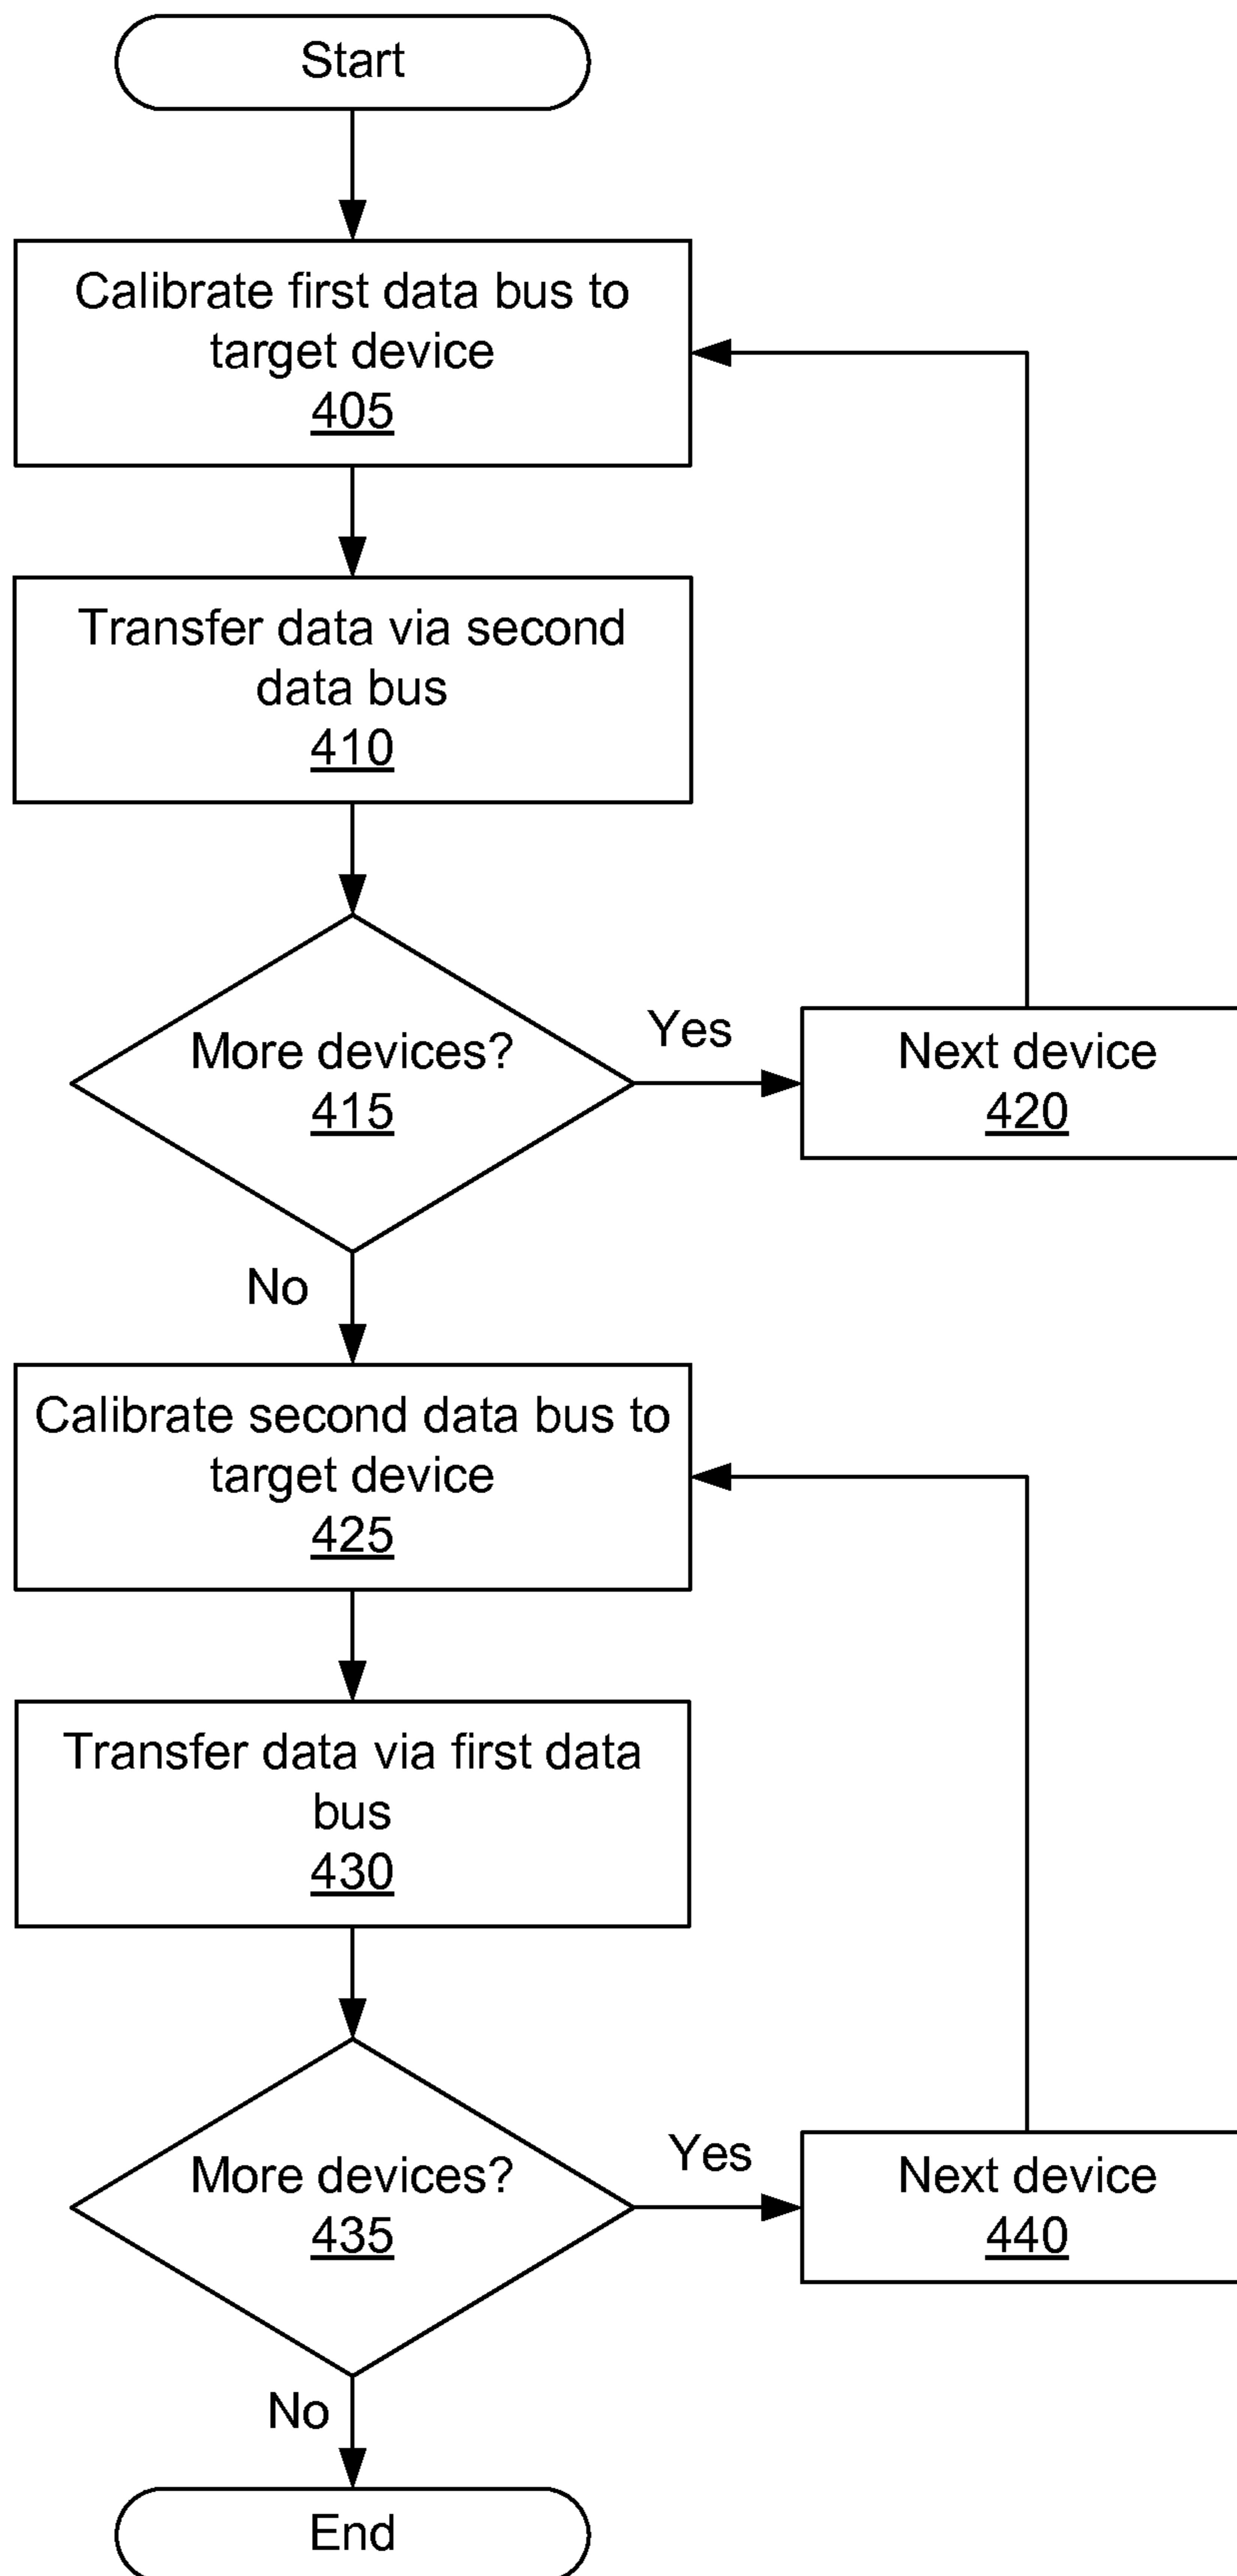 Start
Calibrate first data bus to
target device
405
Transfer data via second
data bus
410
More devices?
415
Yes
Next device
420
No
Calibrate second data bus to
target device
425
Transfer data via first data
bus
430
More devices?
435
Yes
Next device
440
No
End